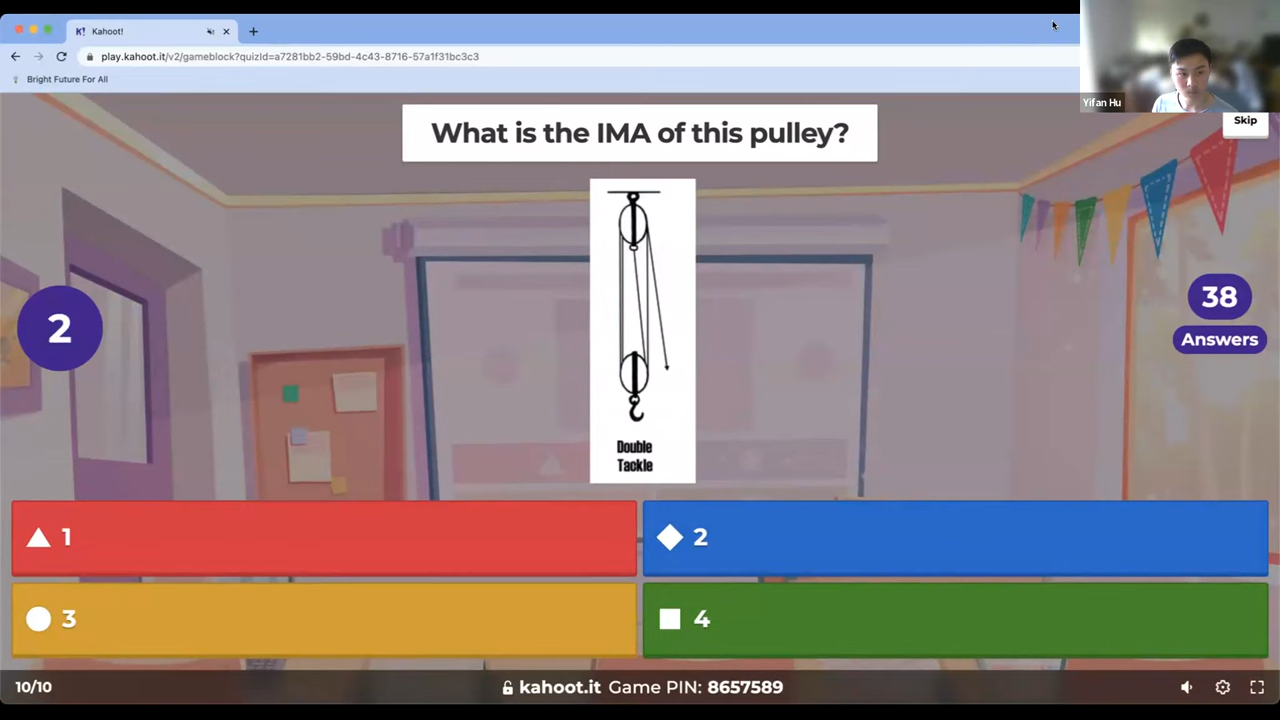 Kahoot!
play.kahoot.it/v2/gameblock?quizId=a7281bb2-59bd-4c43-8716-57a1f31bc3c3
Bright Future For All
Yifan Hu
Skip
What is the IMA of this pulley?
2
38
Answers
Double
Tackle
1
2
3
4
10/10
kahoot.it Game PIN: 8657589